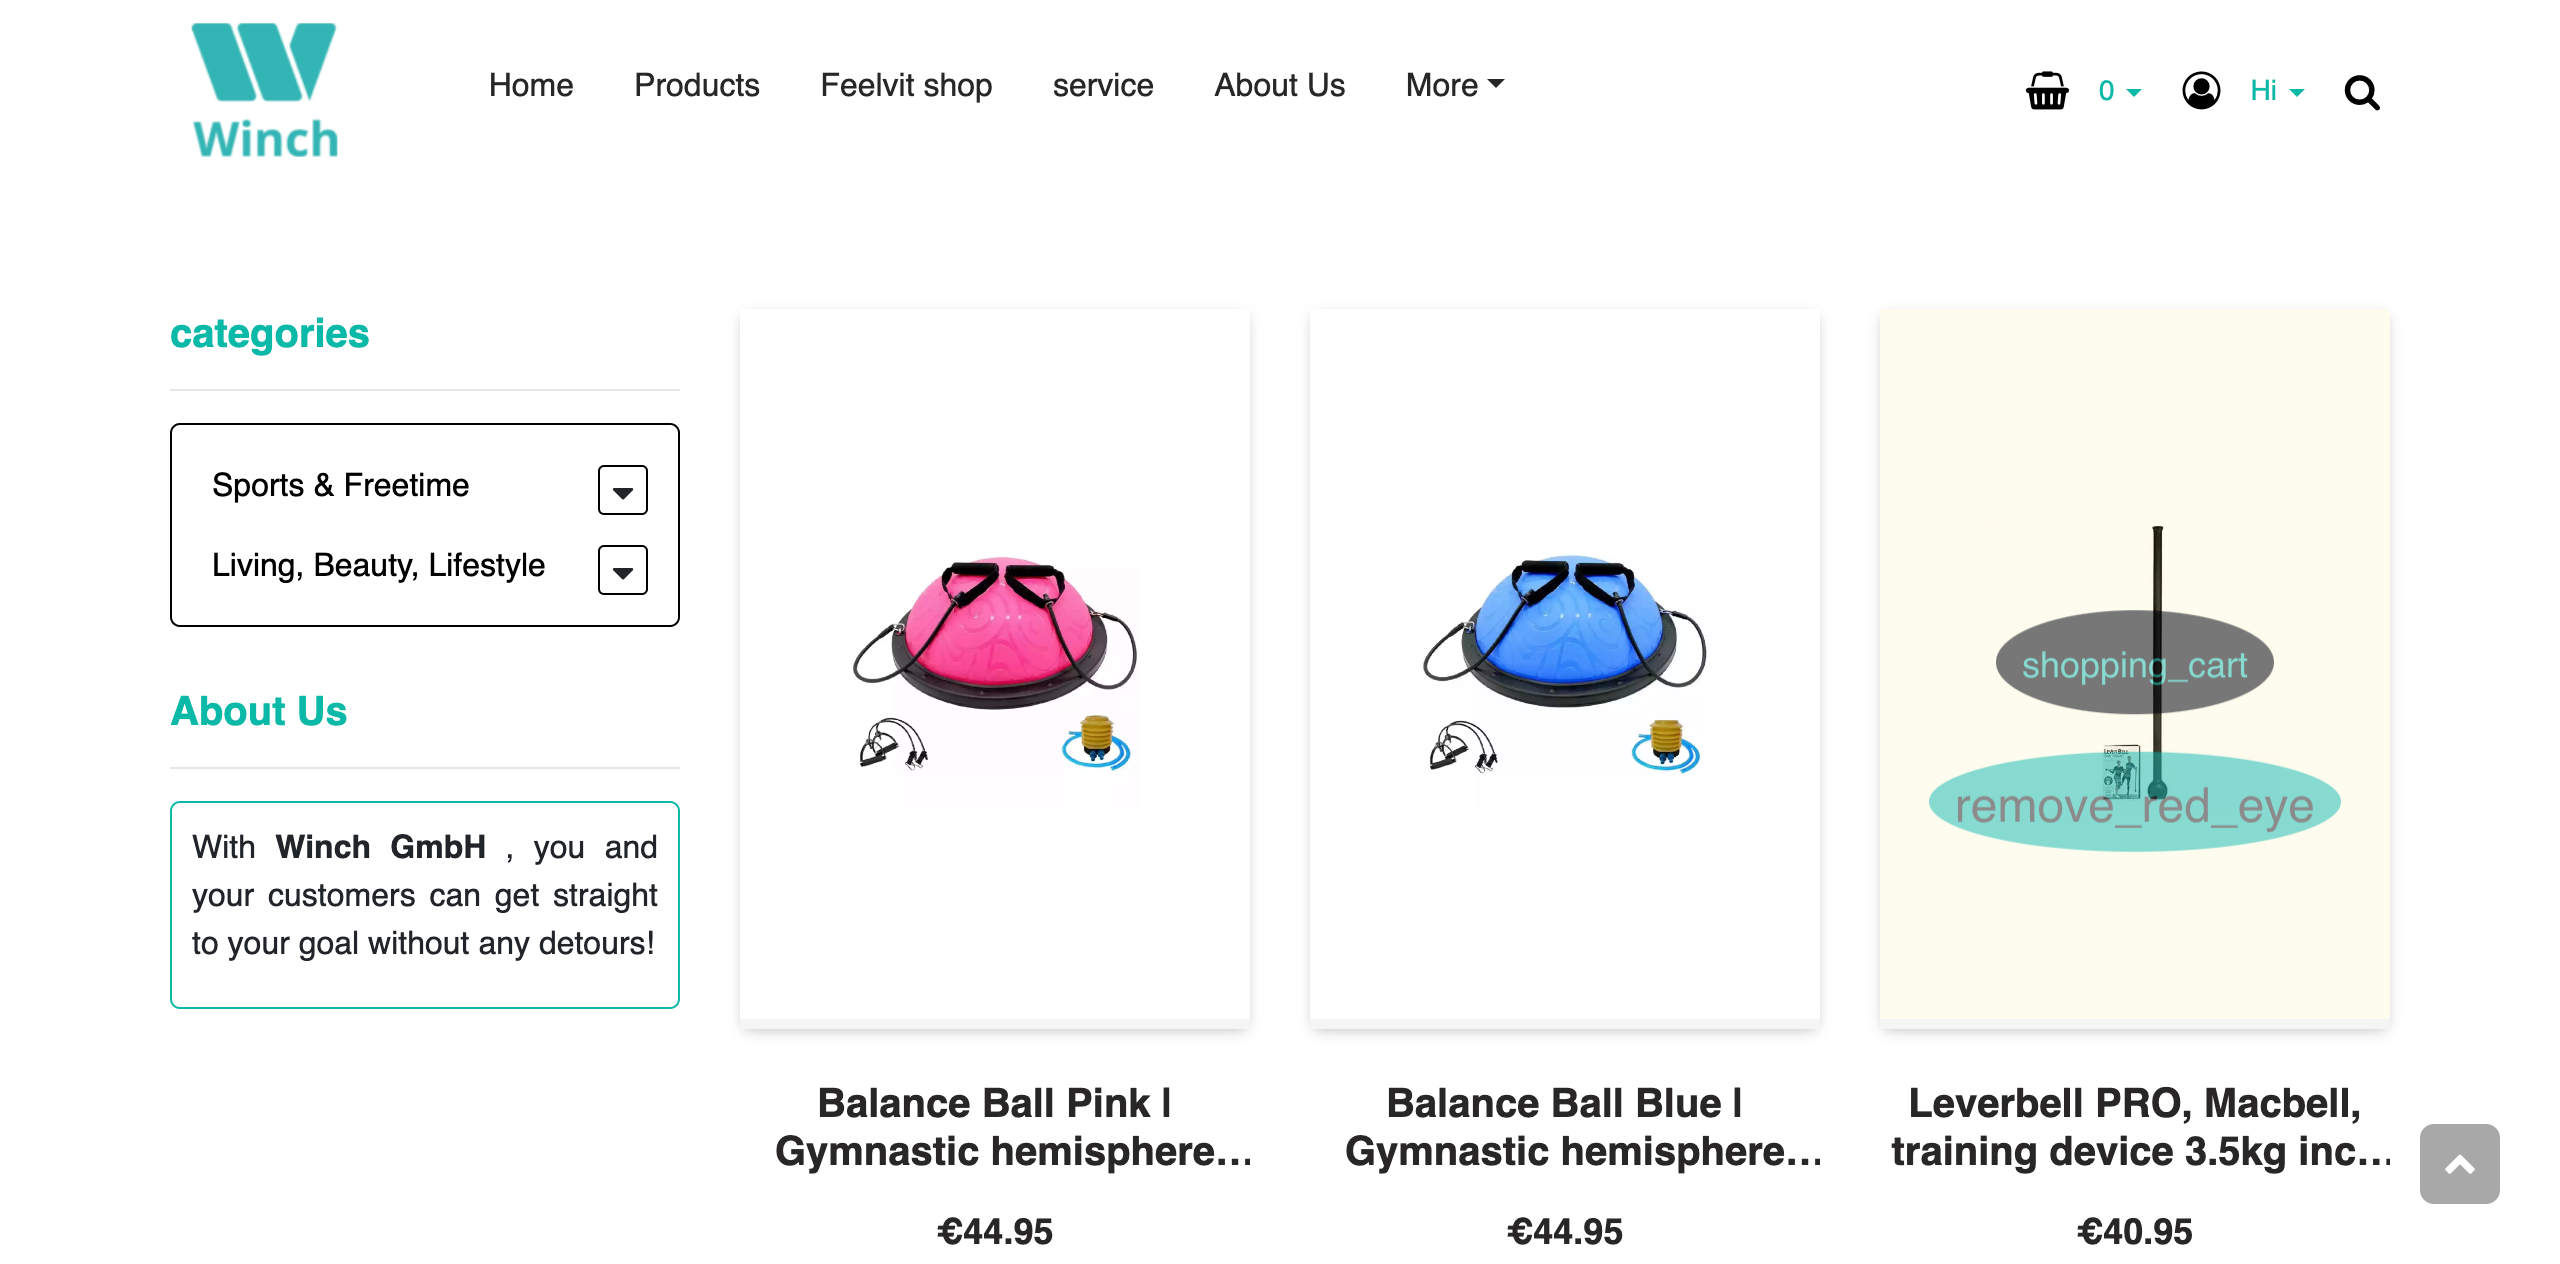 Winch
Home
Products
Feelvit shop
service
About Us
More
0
Hi
categories
Sports & Freetime
Living, Beauty, Lifestyle
About Us
With Winch GmbH , you and
your customers can get straight
to your goal without any detours!
shopping_cart
LEVERBELL
remove_red_eye
Balance Ball Pink I
Gymnastic hemisphere...
€44.95
Balance Ball Blue I
Gymnastic hemisphere...
€44.95
Leverbell PRO, Macbell,
training device 3.5kg inc...
€40.95